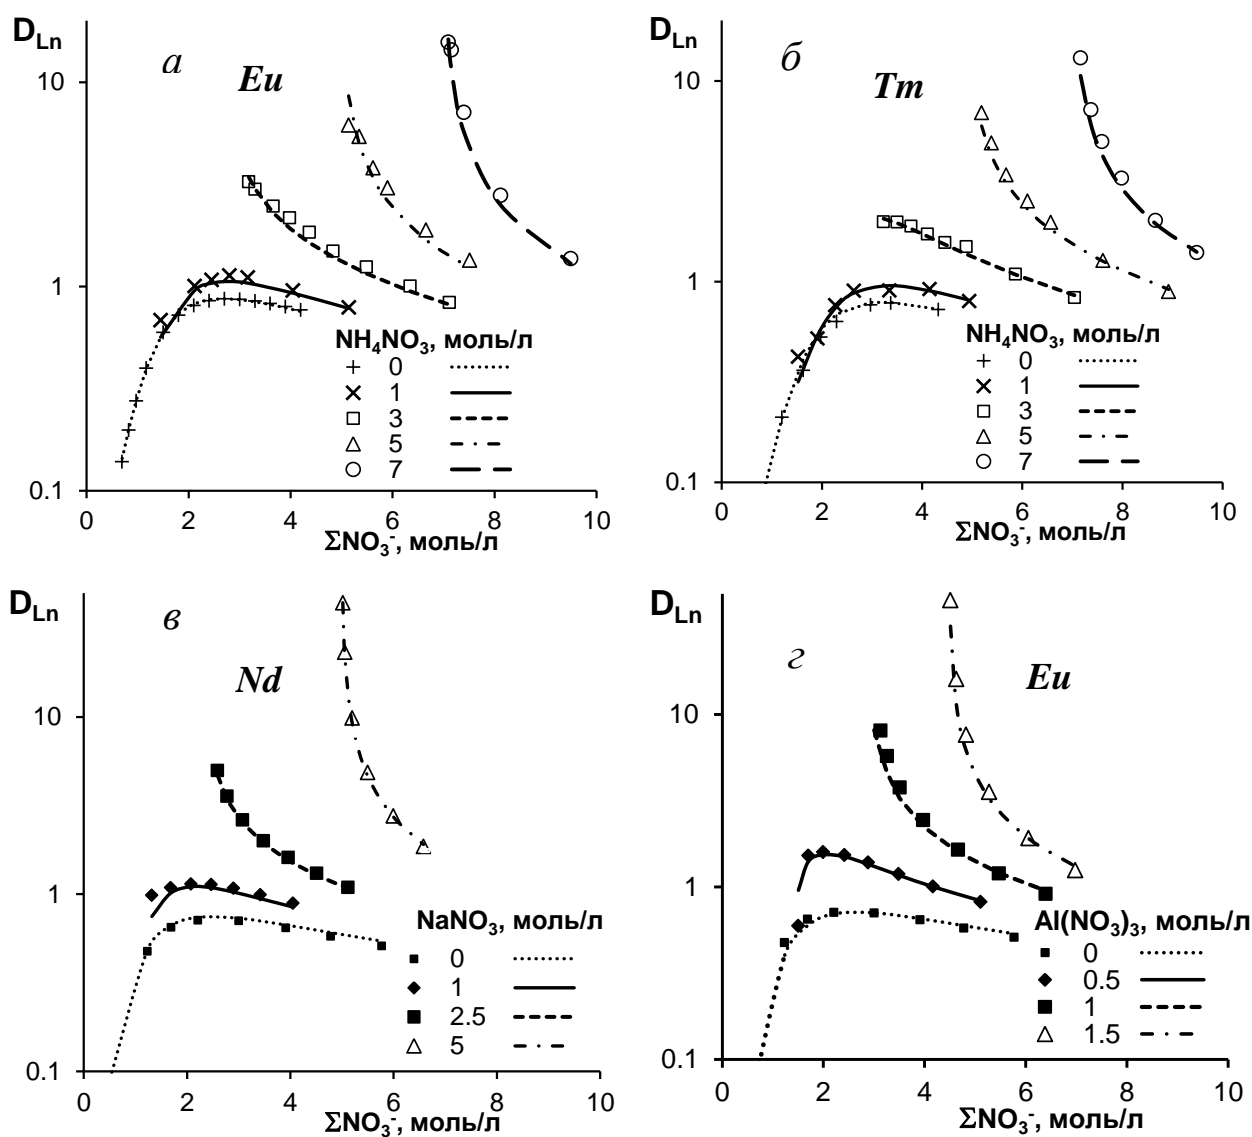 D_Ln
а
Eu
10
1
0.1
NH₄NO₃, моль/л
0
1
3
5
7
0 2 4 6 8 10
ΣNO₃⁻, моль/л
D_Ln
б
Tm
10
1
0.1
NH₄NO₃, моль/л
0
1
3
5
7
0 2 4 6 8 10
ΣNO₃⁻, моль/л
D_Ln
в
Nd
10
1
0.1
NaNO₃, моль/л
0
1
2.5
5
0 2 4 6 8 10
ΣNO₃⁻, моль/л
D_Ln
г
Eu
10
1
0.1
Al(NO₃)₃, моль/л
0
0.5
1
1.5
0 2 4 6 8 10
ΣNO₃⁻, моль/л